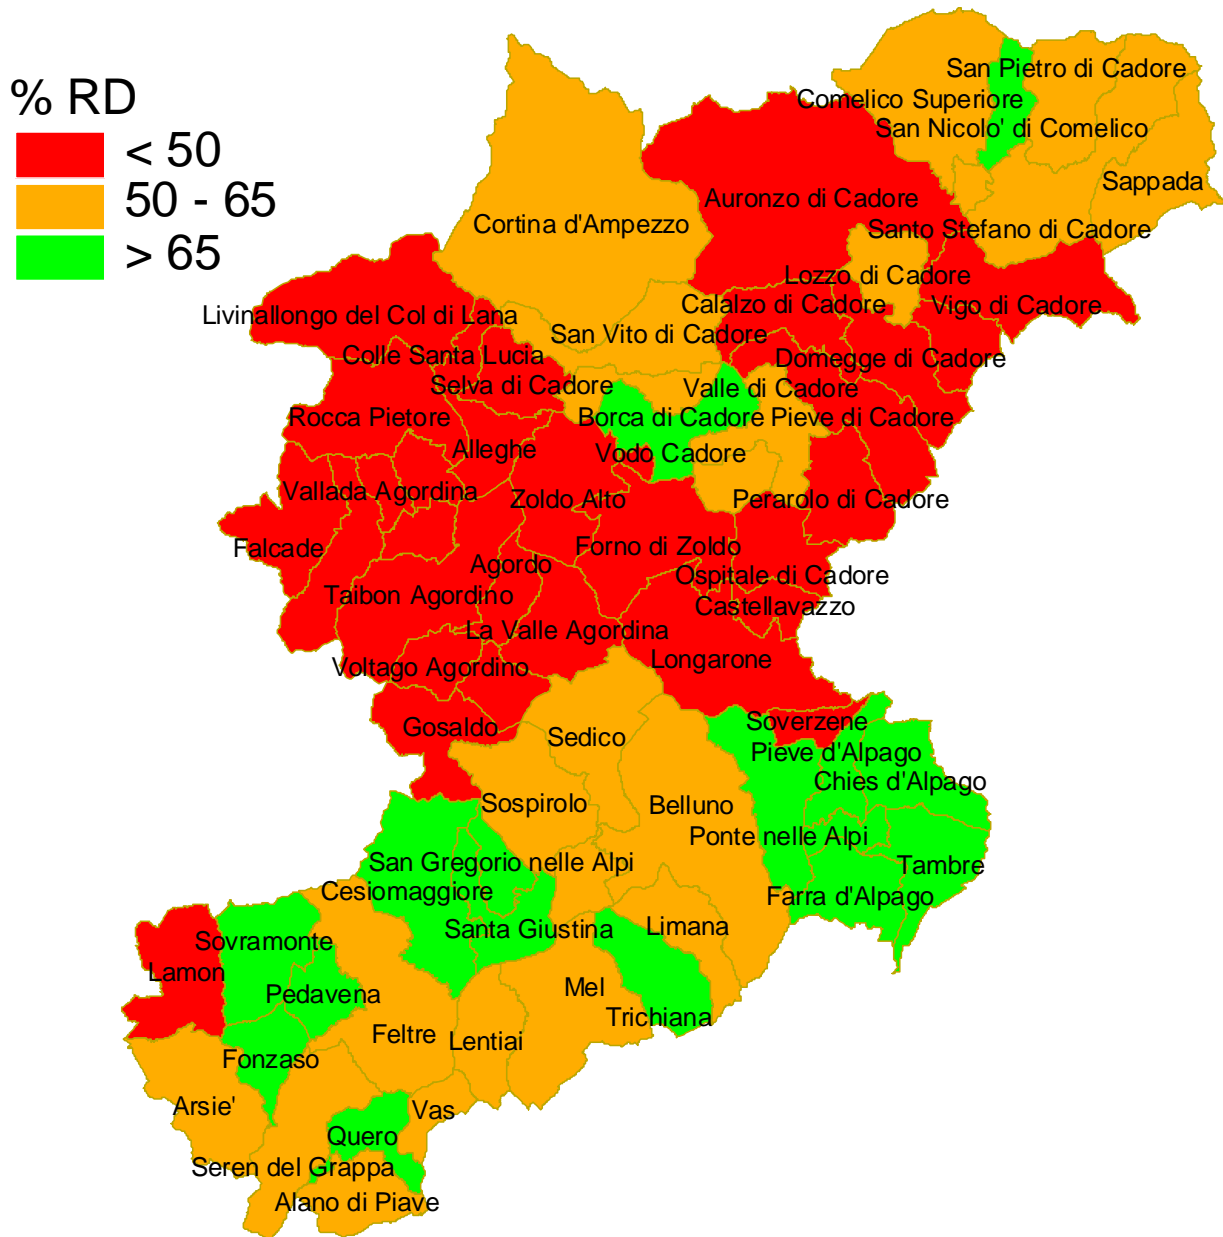 % RD
< 50
50 - 65
> 65
San Pietro di Cadore
Comelico Superiore
San Nicolo' di Comelico
Sappada
Auronzo di Cadore
Cortina d'Ampezzo
Santo Stefano di Cadore
Lozzo di Cadore
Calalzo di Cadore
Vigo di Cadore
Livinallongo del Col di Lana
San Vito di Cadore
Colle Santa Lucia
Domegge di Cadore
Selva di Cadore
Valle di Cadore
Rocca Pietore
Borca di Cadore
Pieve di Cadore
Alleghe
Vodo Cadore
Vallada Agordina
Zoldo Alto
Perarolo di Cadore
Falcade
Forno di Zoldo
Agordo
Ospitale di Cadore
Taibon Agordino
Castellavazzo
La Valle Agordina
Longarone
Voltago Agordino
Gosaldo
Soverzene
Sedico
Pieve d'Alpago
Chies d'Alpago
Sospirolo
Belluno
Ponte nelle Alpi
San Gregorio nelle Alpi
Tambre
Cesiomaggiore
Farra d'Alpago
Santa Giustina
Limana
Sovramonte
Lamon
Pedavena
Mel
Trichiana
Feltre
Lentiai
Fonzaso
Arsie'
Vas
Quero
Seren del Grappa
Alano di Piave